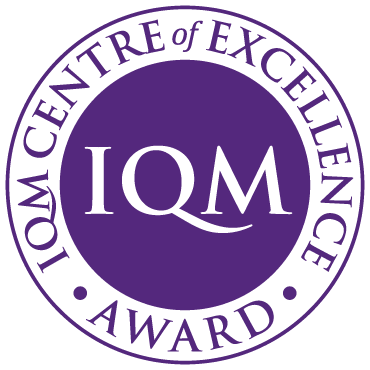 IQM CENTRE of EXCELLENCE
IQM
• AWARD •